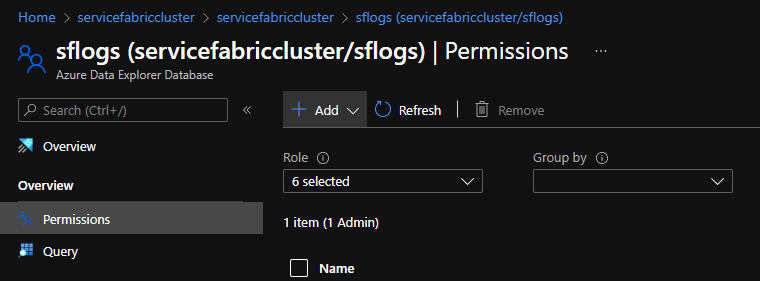 Home > servicefabriccluster > servicefabriccluster > sflogs (servicefabriccluster/sflogs)
sflogs (servicefabriccluster/sflogs) | Permissions ...
Azure Data Explorer Database
Search (Ctrl+/) «
Overview
Overview
Permissions
Query
Add Refresh Remove
Role Group by
6 selected
1 item (1 Admin)
Name